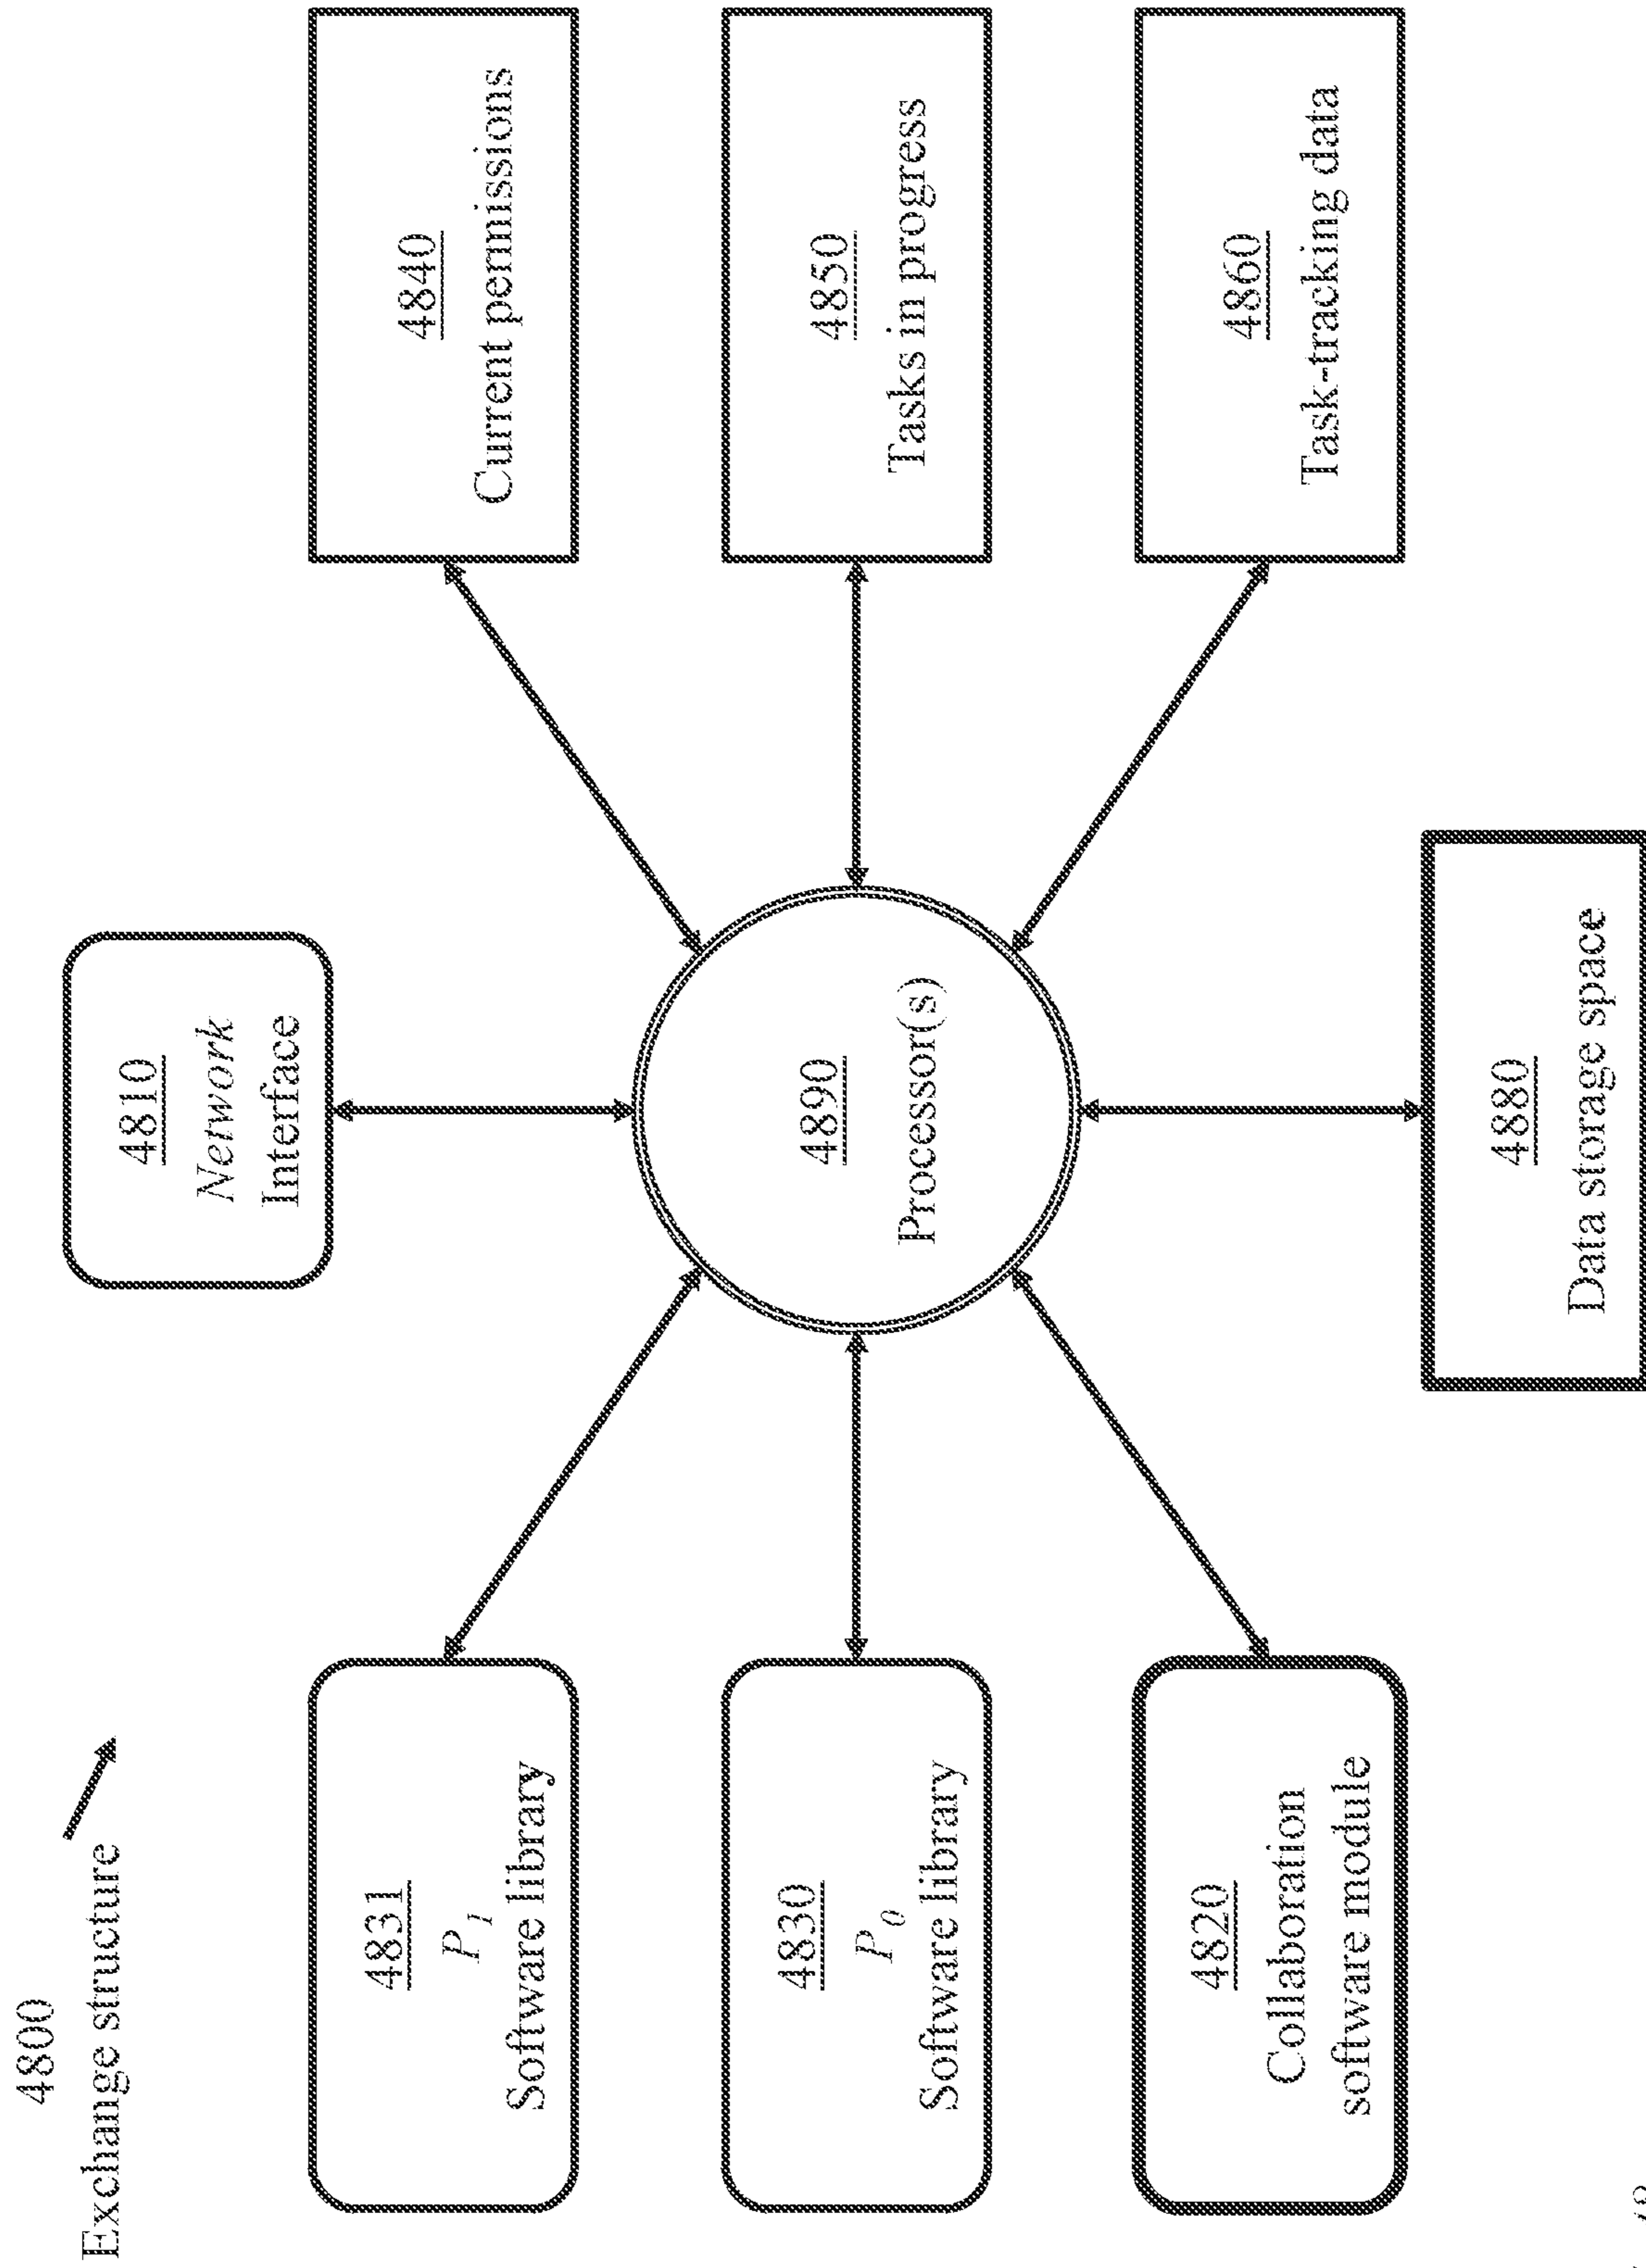 4800
Exchange structure
4810
Network
Interface
4831
P1
Software library
4840
Current permissions
4830
P0
Software library
4890
Processor(s)
4850
Tasks in progress
4820
Collaboration
software module
4860
Task-tracking data
4880
Data storage space